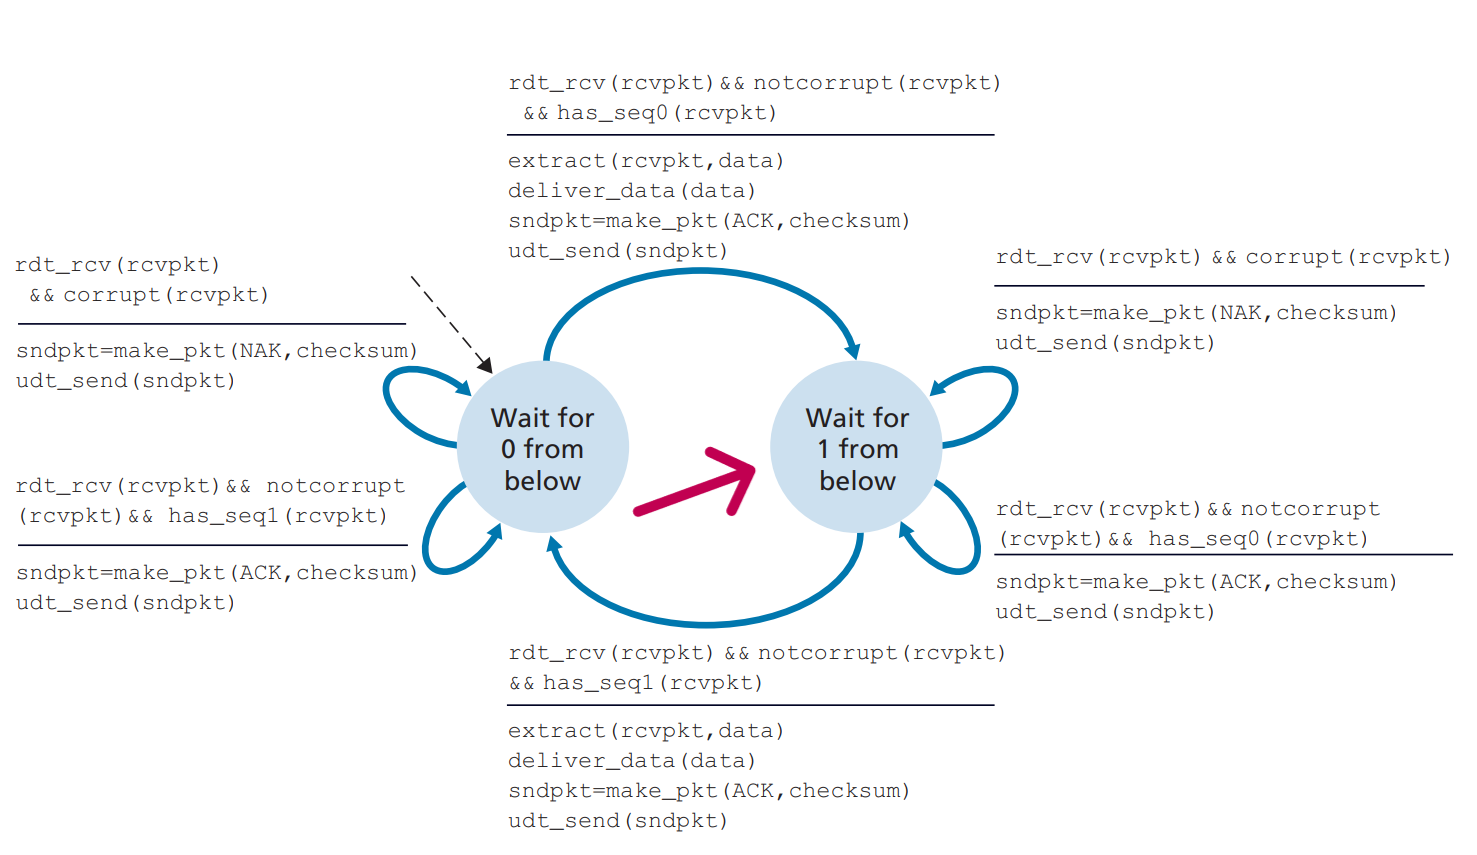 rdt_rcv(rcvpkt)&& notcorrupt(rcvpkt)
&& has_seq0(rcvpkt)
extract(rcvpkt,data)
deliver_data(data)
sndpkt=make_pkt(ACK,checksum)
udt_send(sndpkt)
rdt_rcv(rcvpkt)
&& corrupt(rcvpkt)
sndpkt=make_pkt(NAK,checksum)
udt_send(sndpkt)
rdt_rcv(rcvpkt) && corrupt(rcvpkt)
sndpkt=make_pkt(NAK,checksum)
udt_send(sndpkt)
Wait for
0 from
below
Wait for
1 from
below
rdt_rcv(rcvpkt)&& notcorrupt
(rcvpkt)&& has_seq1(rcvpkt)
sndpkt=make_pkt(ACK,checksum)
udt_send(sndpkt)
rdt_rcv(rcvpkt)&& notcorrupt
(rcvpkt)&& has_seq0(rcvpkt)
sndpkt=make_pkt(ACK,checksum)
udt_send(sndpkt)
rdt_rcv(rcvpkt) && notcorrupt(rcvpkt)
&& has_seq1(rcvpkt)
extract(rcvpkt,data)
deliver_data(data)
sndpkt=make_pkt(ACK,checksum)
udt_send(sndpkt)